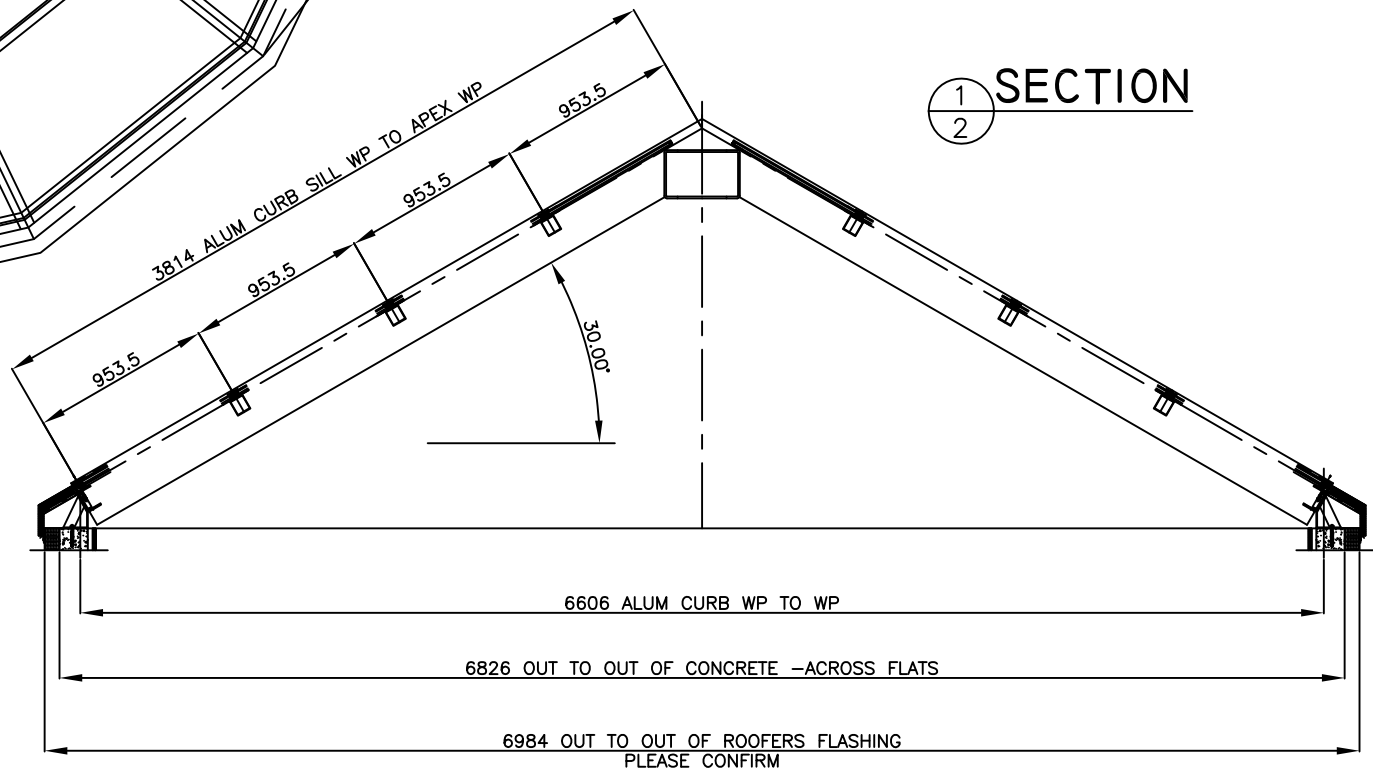 1
2
SECTION
3814 ALUM CURB SILL WP TO APEX WP
953.5
953.5
953.5
953.5
30.00°
6606 ALUM CURB WP TO WP
6826 OUT TO OUT OF CONCRETE -ACROSS FLATS
6984 OUT TO OUT OF ROOFERS FLASHING
PLEASE CONFIRM